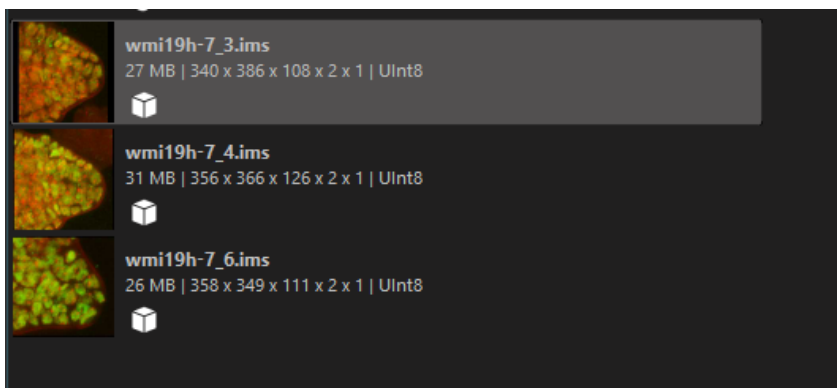 wmi19h-7_3.ims
27 MB | 340 x 386 x 108 x 2 x 1 | UInt8
wmi19h-7_4.ims
31 MB | 356 x 366 x 126 x 2 x 1 | UInt8
wmi19h-7_6.ims
26 MB | 358 x 349 x 111 x 2 x 1 | UInt8